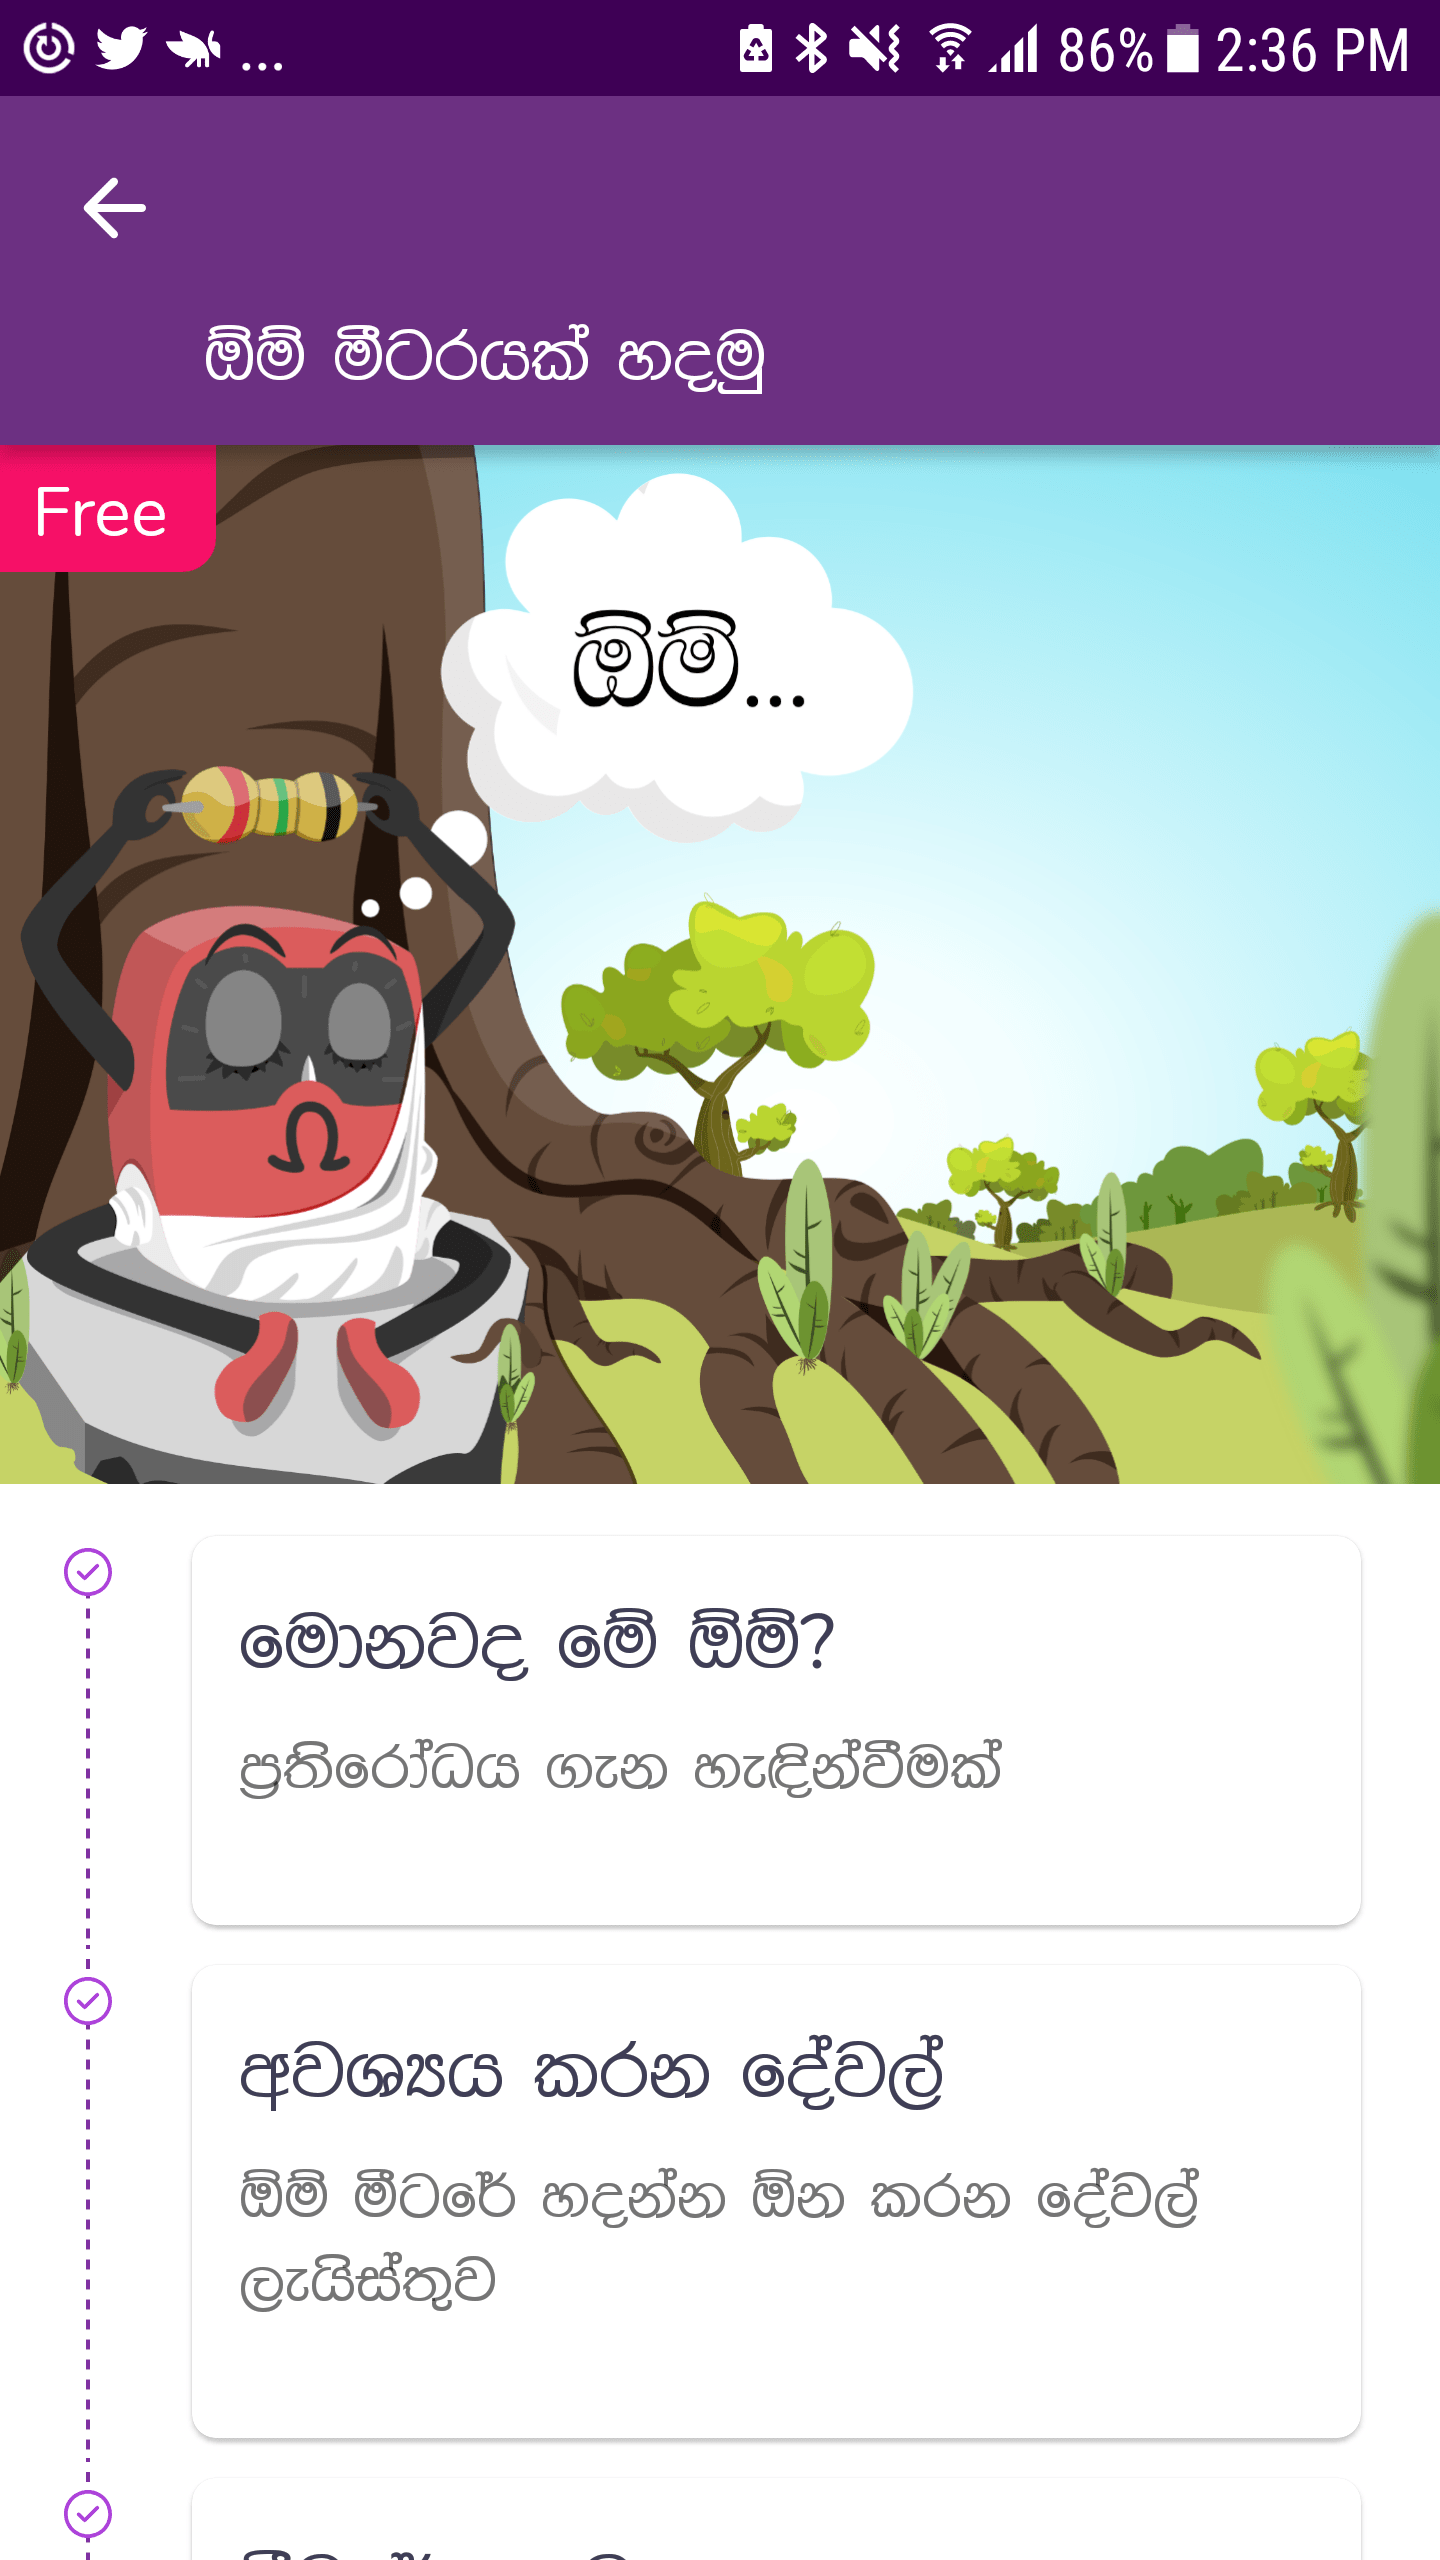 ... 86% 2:36 PM
ඕම් මීටරයක් හදමු
Free
ඕම්...
මොනවද මේ ඕම්?
ප්‍රතිරෝධය ගැන හැඳින්වීමක්
අවශ්‍යය කරන දේවල්
ඕම් මීටරේ හදන්න ඕන කරන දේවල්
ලැයිස්තුව